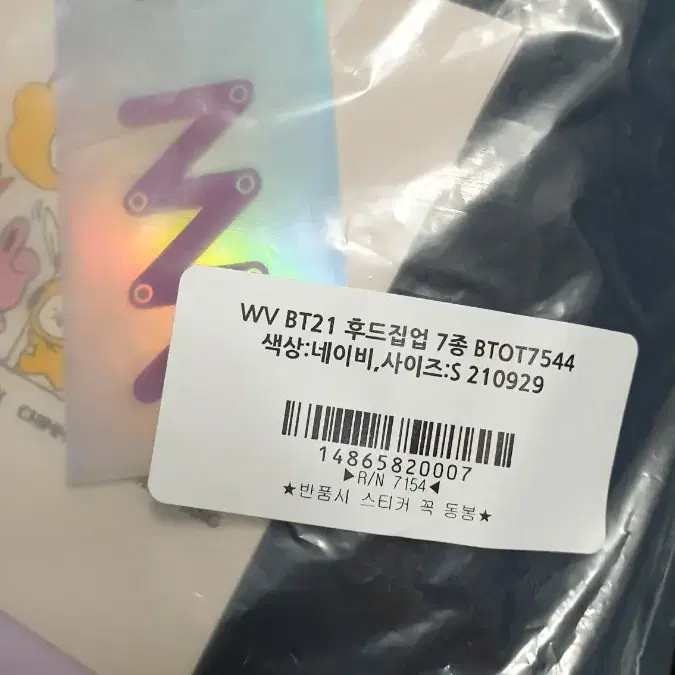 WV BT21 후드집업 7종 BTOT7544
색상:네이비,사이즈:S 210929
14865820007
▶R/N 7154◀
★반품시 스티커 꼭 동봉★